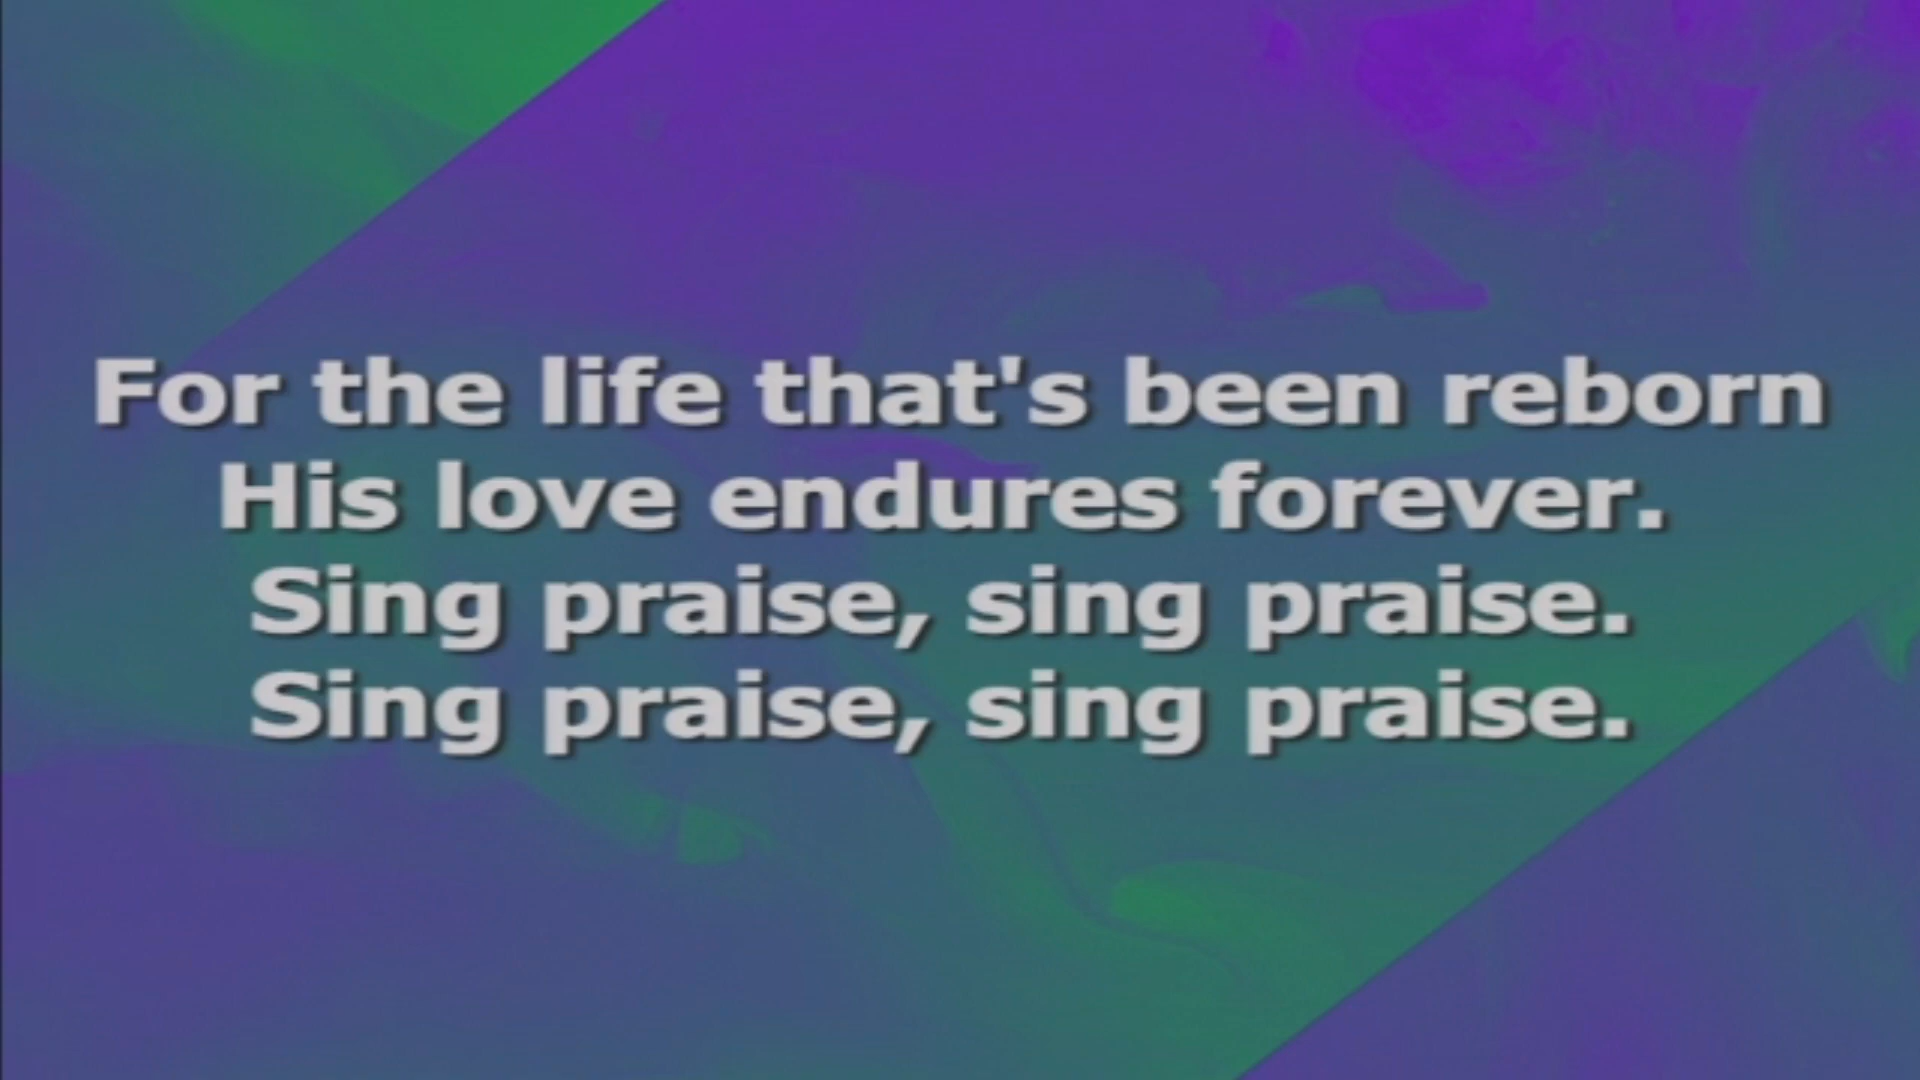 For the life that's been reborn
His love endures forever.
Sing praise, sing praise.
Sing praise, sing praise.